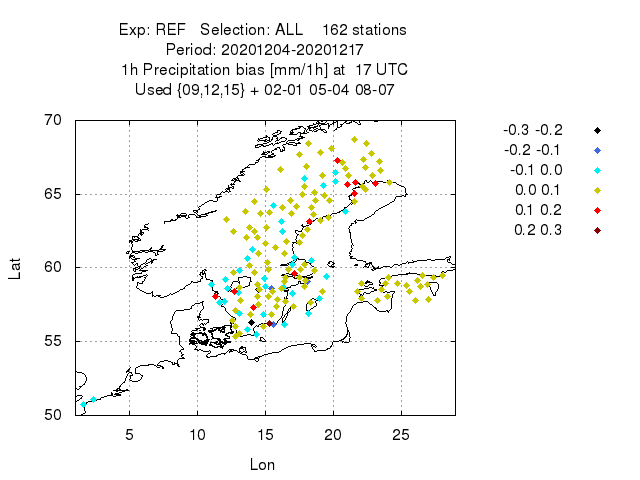 Exp: REF Selection: ALL 162 stations
Period: 20201204-20201217
1h Precipitation bias [mm/1h] at 17 UTC
Used {09,12,15} + 02-01 05-04 08-07
70
65
60
55
50
Lat
5 10 15 20 25
Lon
-0.3 -0.2
-0.2 -0.1
-0.1 0.0
0.0 0.1
0.1 0.2
0.2 0.3